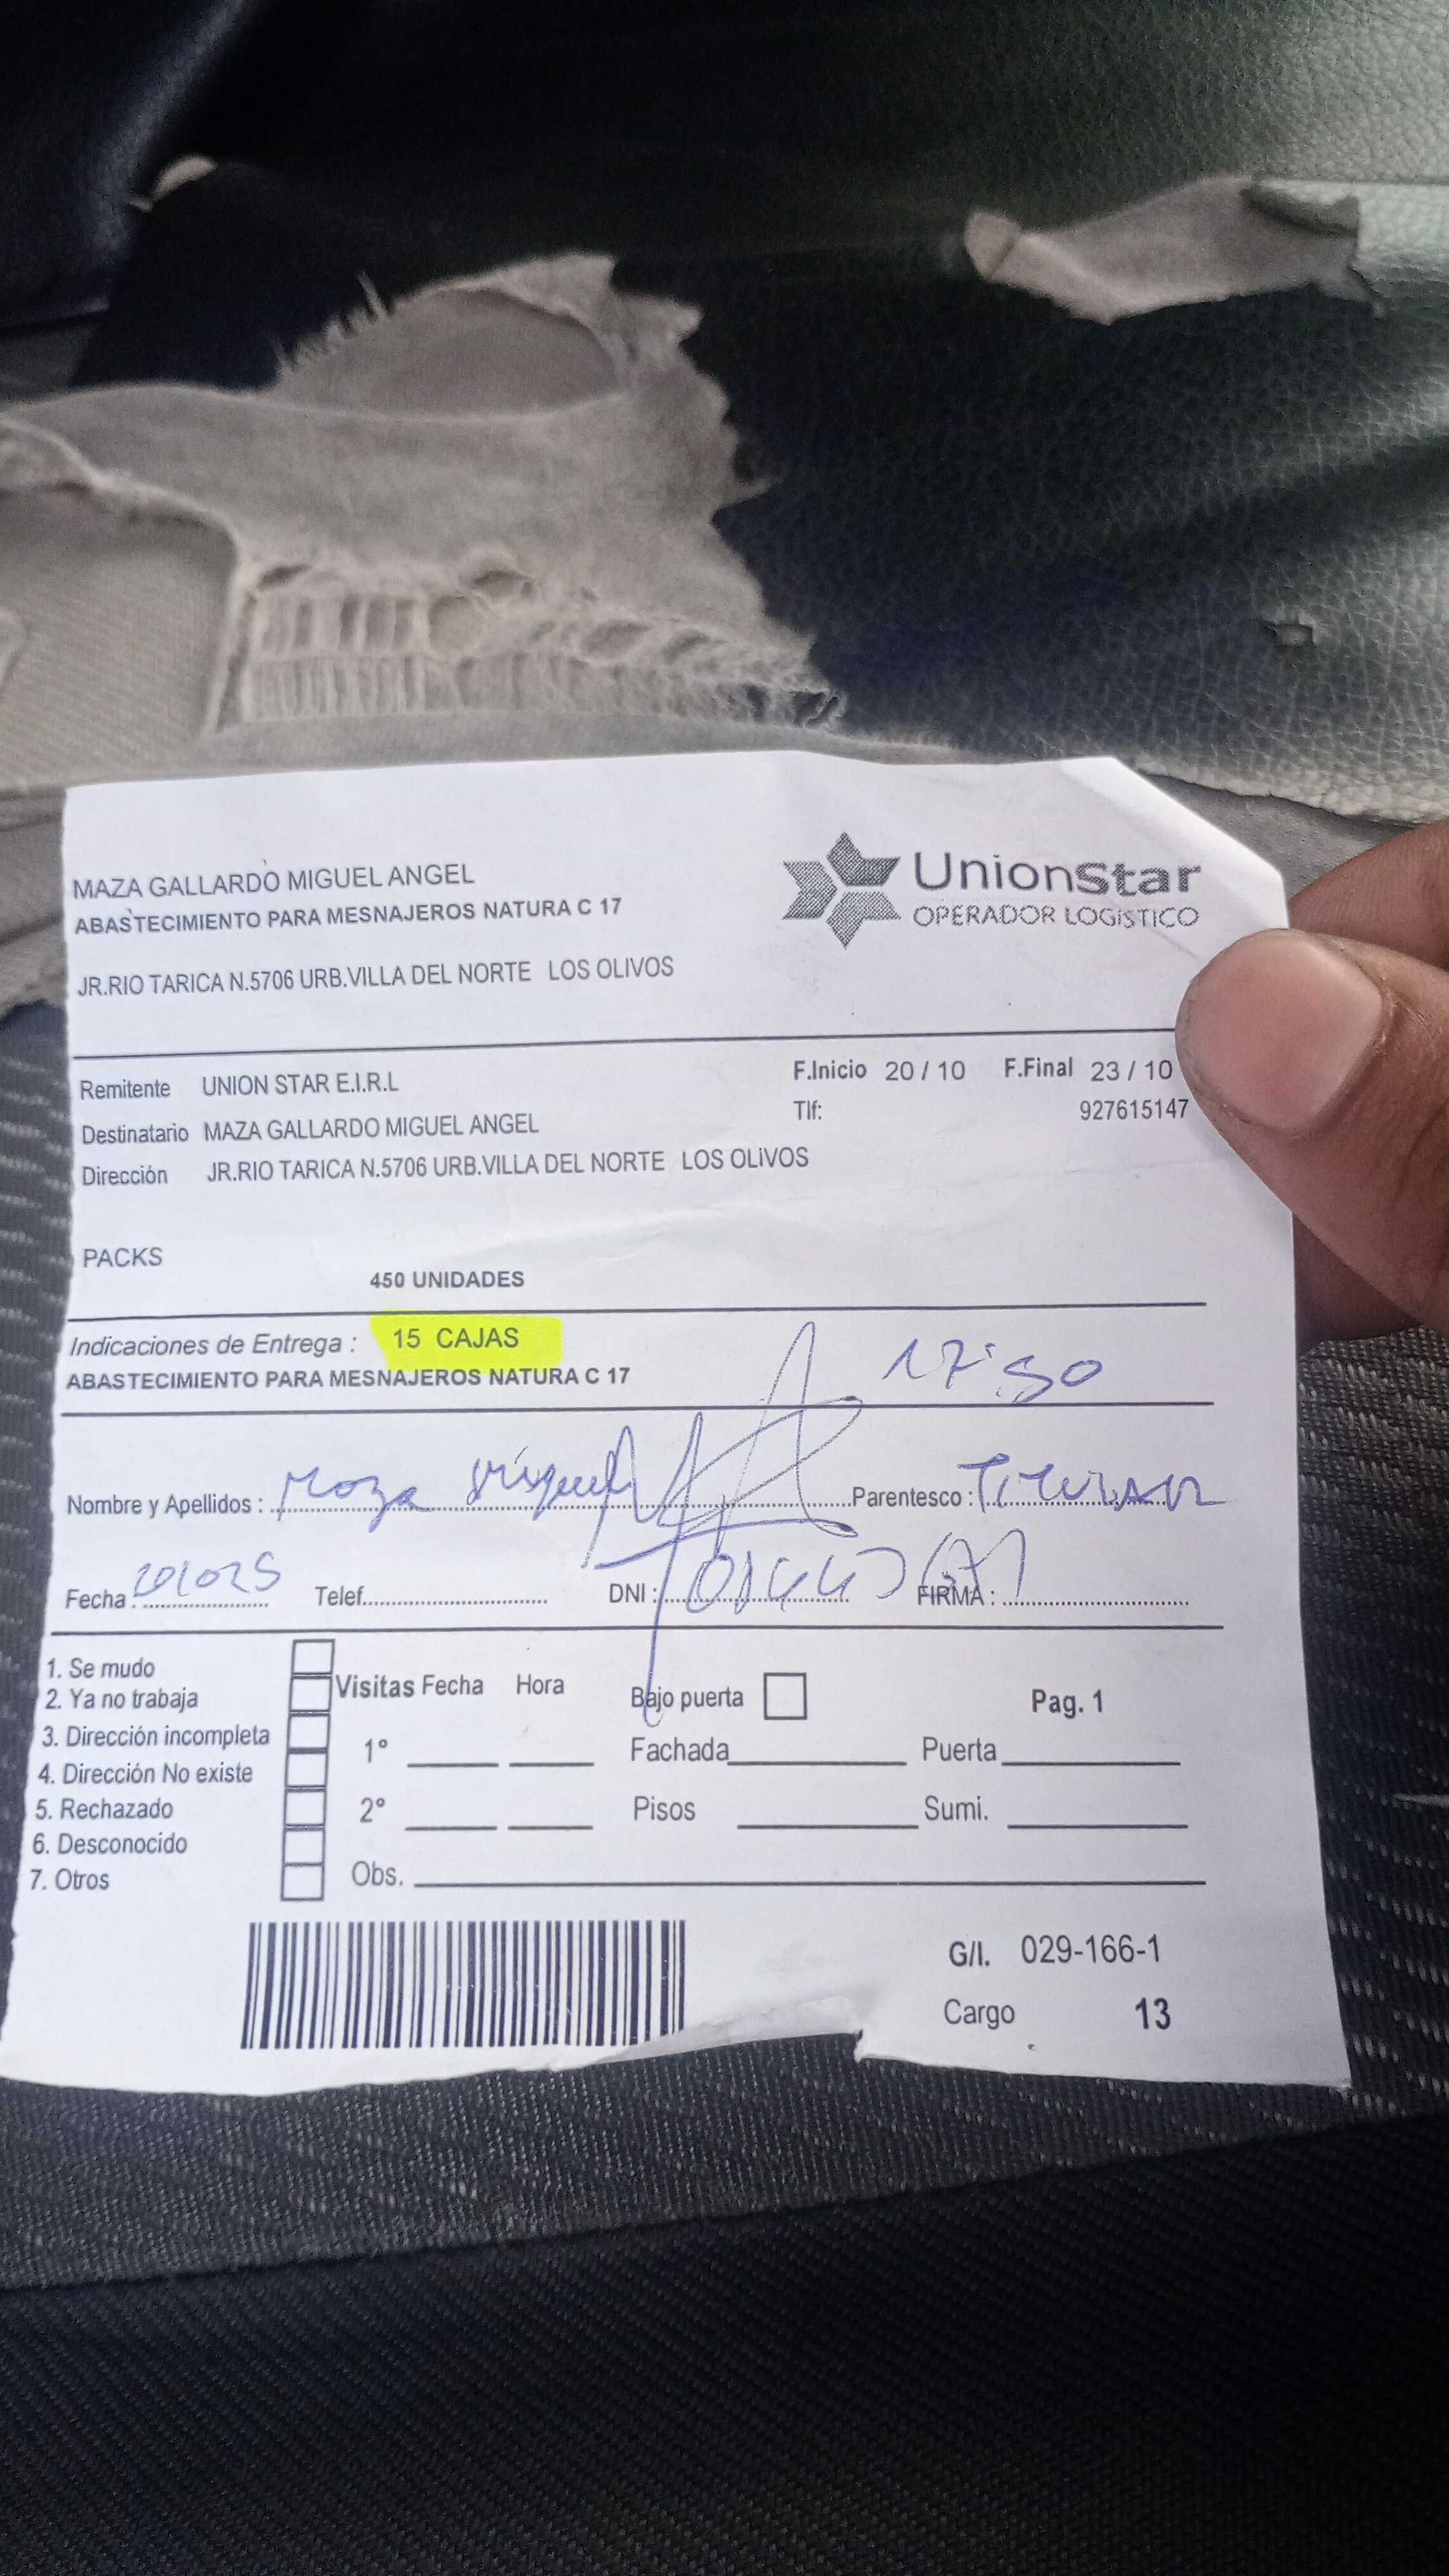 MAZA GALLARDO MIGUEL ANGEL
ABASTECIMIENTO PARA MESNAJEROS NATURA C 17
UnionStar
OPERADOR LOGíSTICO
JR.RIO TARICA N.5706 URB.VILLA DEL NORTE LOS OLIVOS
Remitente UNION STAR E.I.R.L F.Inicio 20 / 10 F.Final 23 / 10
Destinatario MAZA GALLARDO MIGUEL ANGEL Tlf: 927615147
Dirección JR.RIO TARICA N.5706 URB.VILLA DEL NORTE LOS OLIVOS
PACKS
450 UNIDADES
Indicaciones de Entrega : 15 CAJAS
ABASTECIMIENTO PARA MESNAJEROS NATURA C 17
17:50
Nombre y Apellidos : Maza Miguel Parentesco : TITULAR
Fecha : 201025 Telef. DNI : FIRMA :
1. Se mudo
2. Ya no trabaja
3. Dirección incompleta
4. Dirección No existe
5. Rechazado
6. Desconocido
7. Otros
Visitas Fecha Hora
1°
2°
Obs.
Bajo puerta
Fachada
Pisos
Pag. 1
Puerta
Sumi.
G/I. 029-166-1
Cargo 13